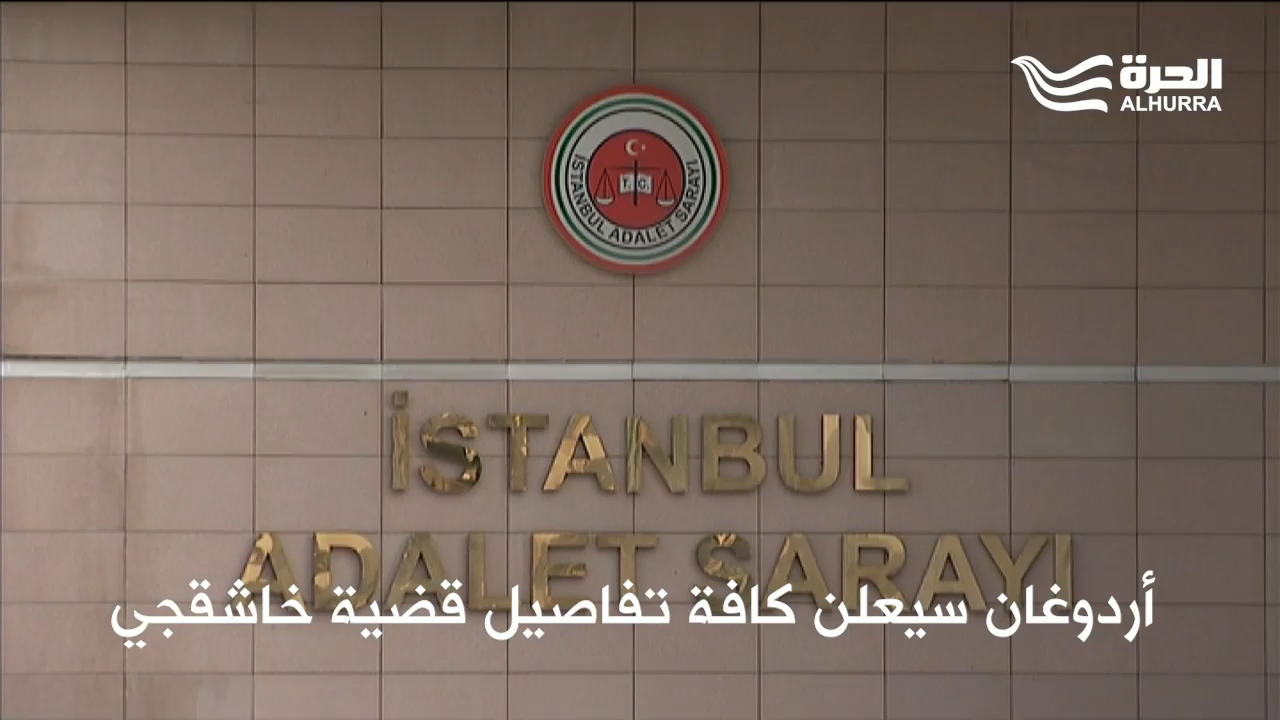 الحرة
ALHURRA
T.C.
İSTANBUL ADALET SARAYI
İSTANBUL
ADALET SARAYI
أردوغان سيعلن كافة تفاصيل قضية خاشقجي